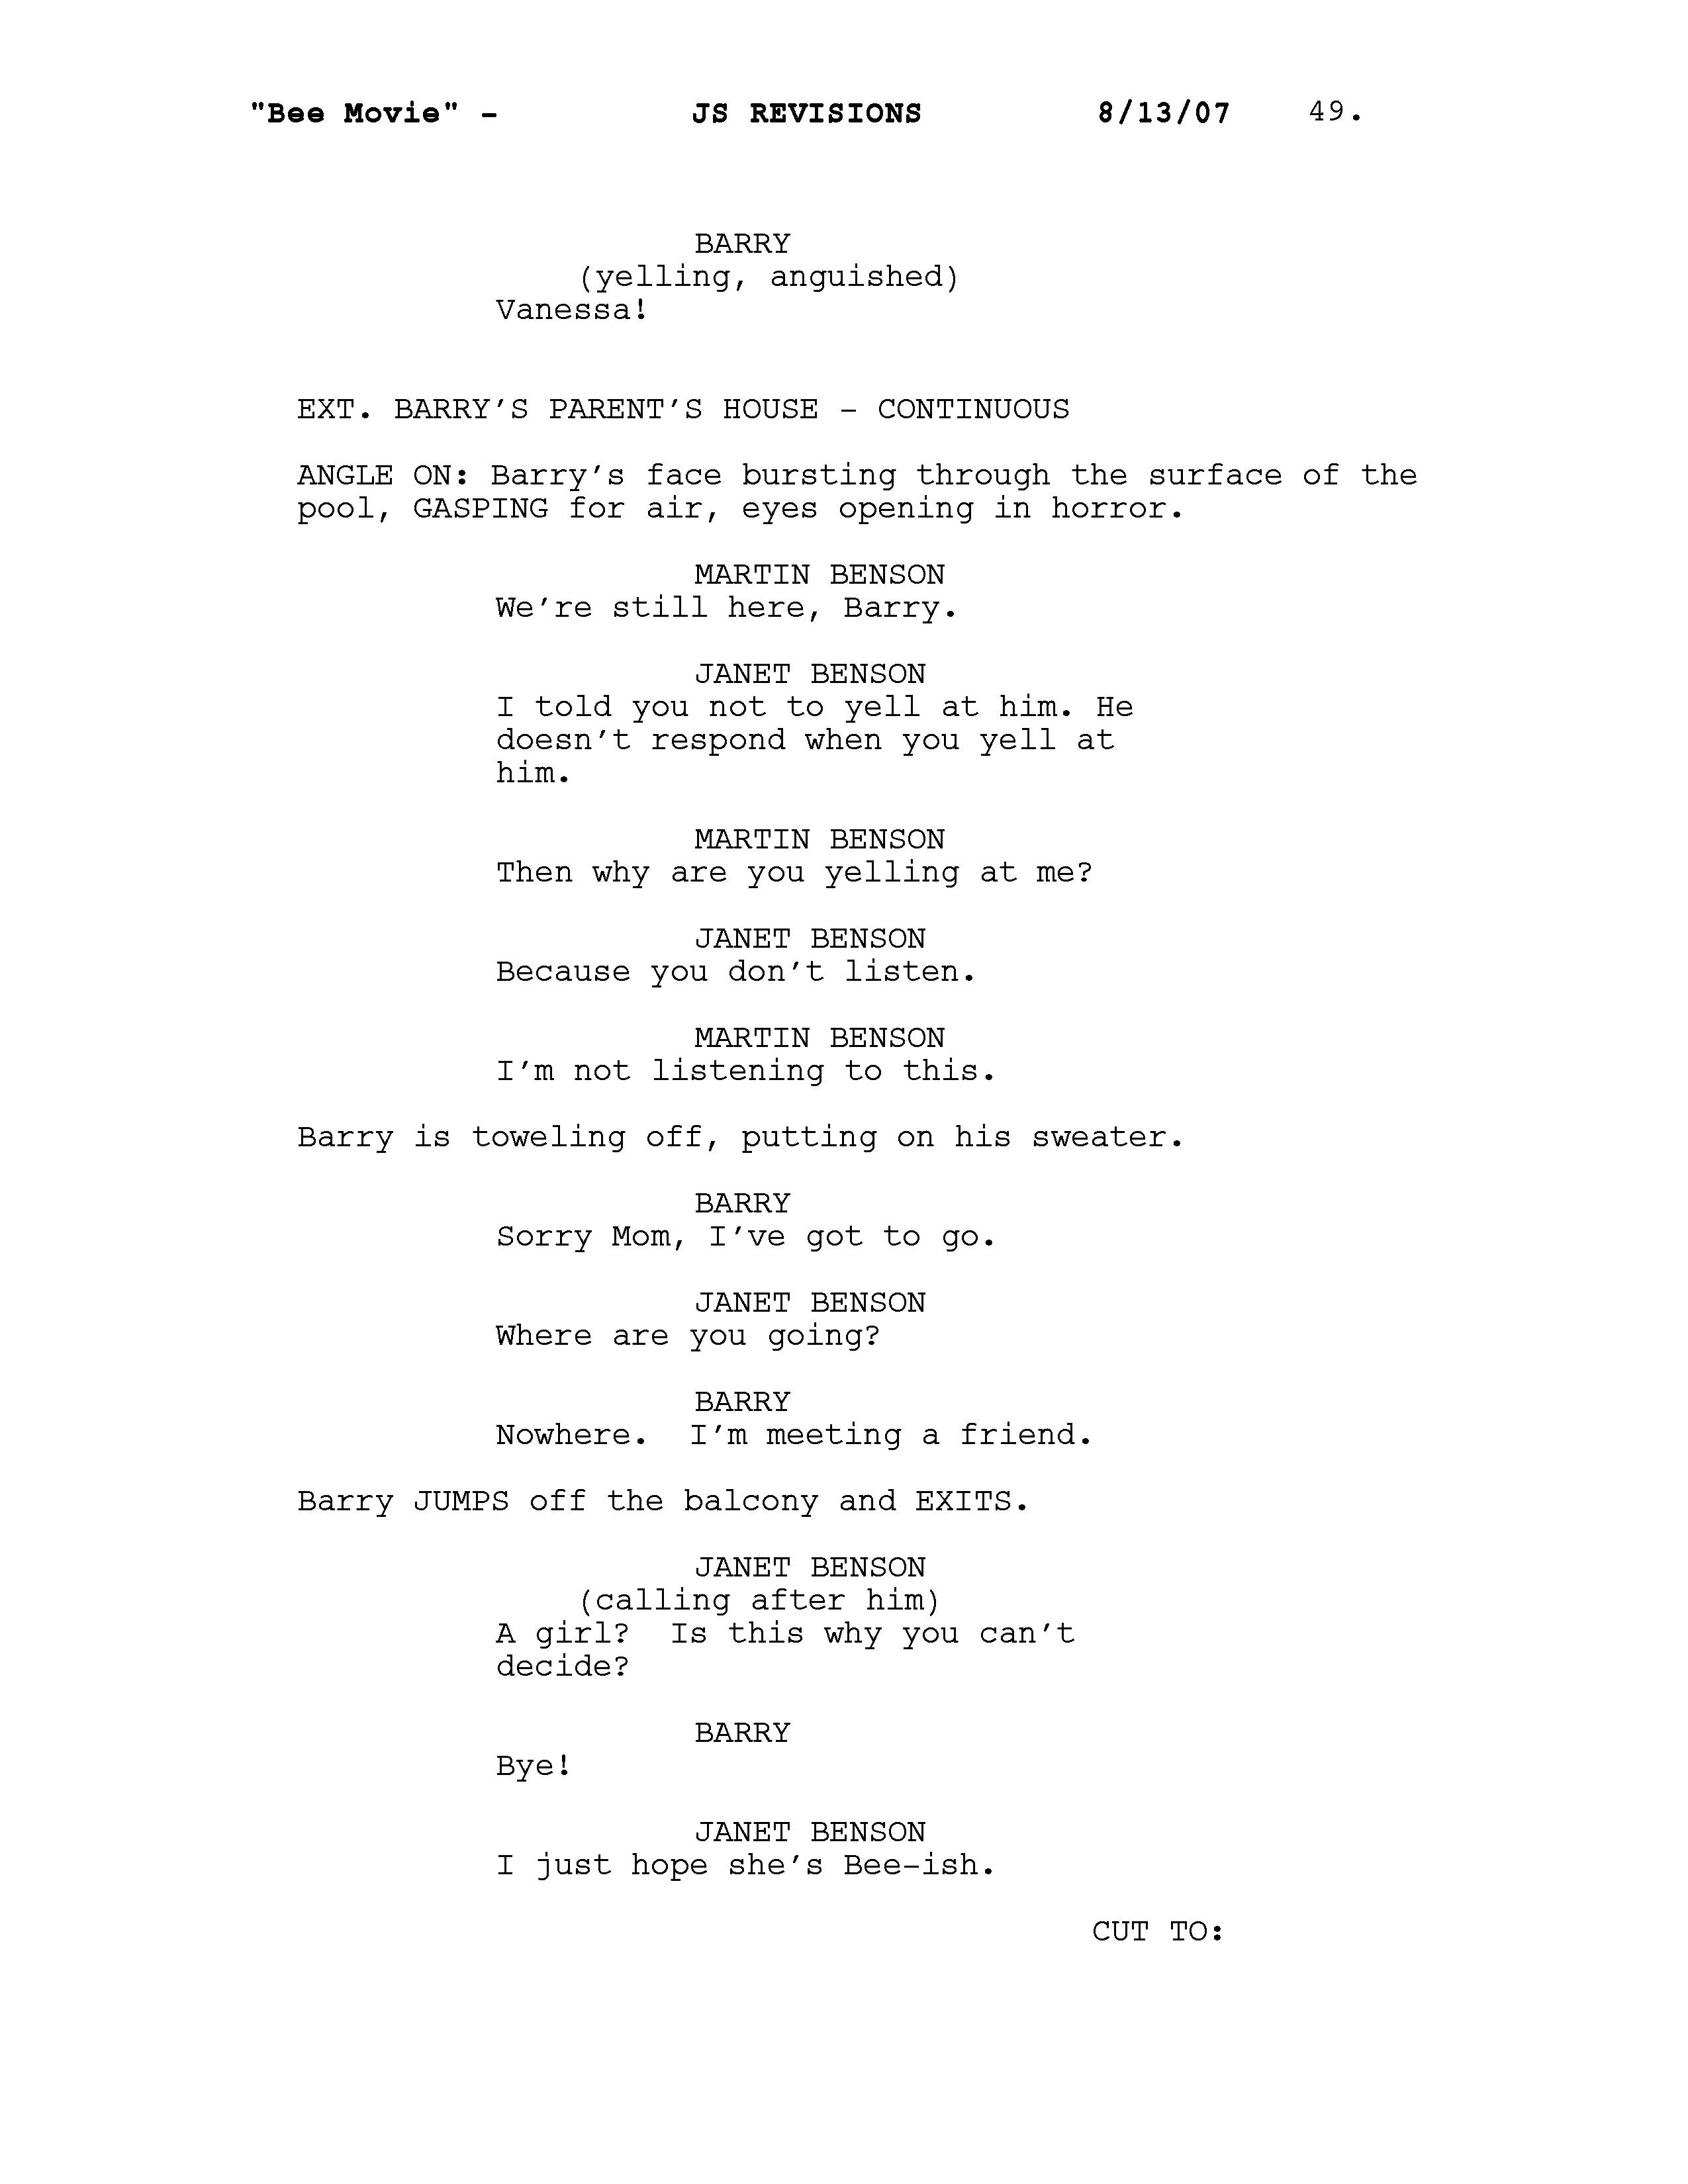 "Bee Movie" - JS REVISIONS 8/13/07 49.
BARRY
(yelling, anguished)
Vanessa!
EXT. BARRY’S PARENT’S HOUSE - CONTINUOUS
ANGLE ON: Barry’s face bursting through the surface of the
pool, GASPING for air, eyes opening in horror.
MARTIN BENSON
We’re still here, Barry.
JANET BENSON
I told you not to yell at him. He
doesn’t respond when you yell at
him.
MARTIN BENSON
Then why are you yelling at me?
JANET BENSON
Because you don’t listen.
MARTIN BENSON
I’m not listening to this.
Barry is toweling off, putting on his sweater.
BARRY
Sorry Mom, I’ve got to go.
JANET BENSON
Where are you going?
BARRY
Nowhere.  I’m meeting a friend.
Barry JUMPS off the balcony and EXITS.
JANET BENSON
(calling after him)
A girl?  Is this why you can’t
decide?
BARRY
Bye!
JANET BENSON
I just hope she’s Bee-ish.
CUT TO: